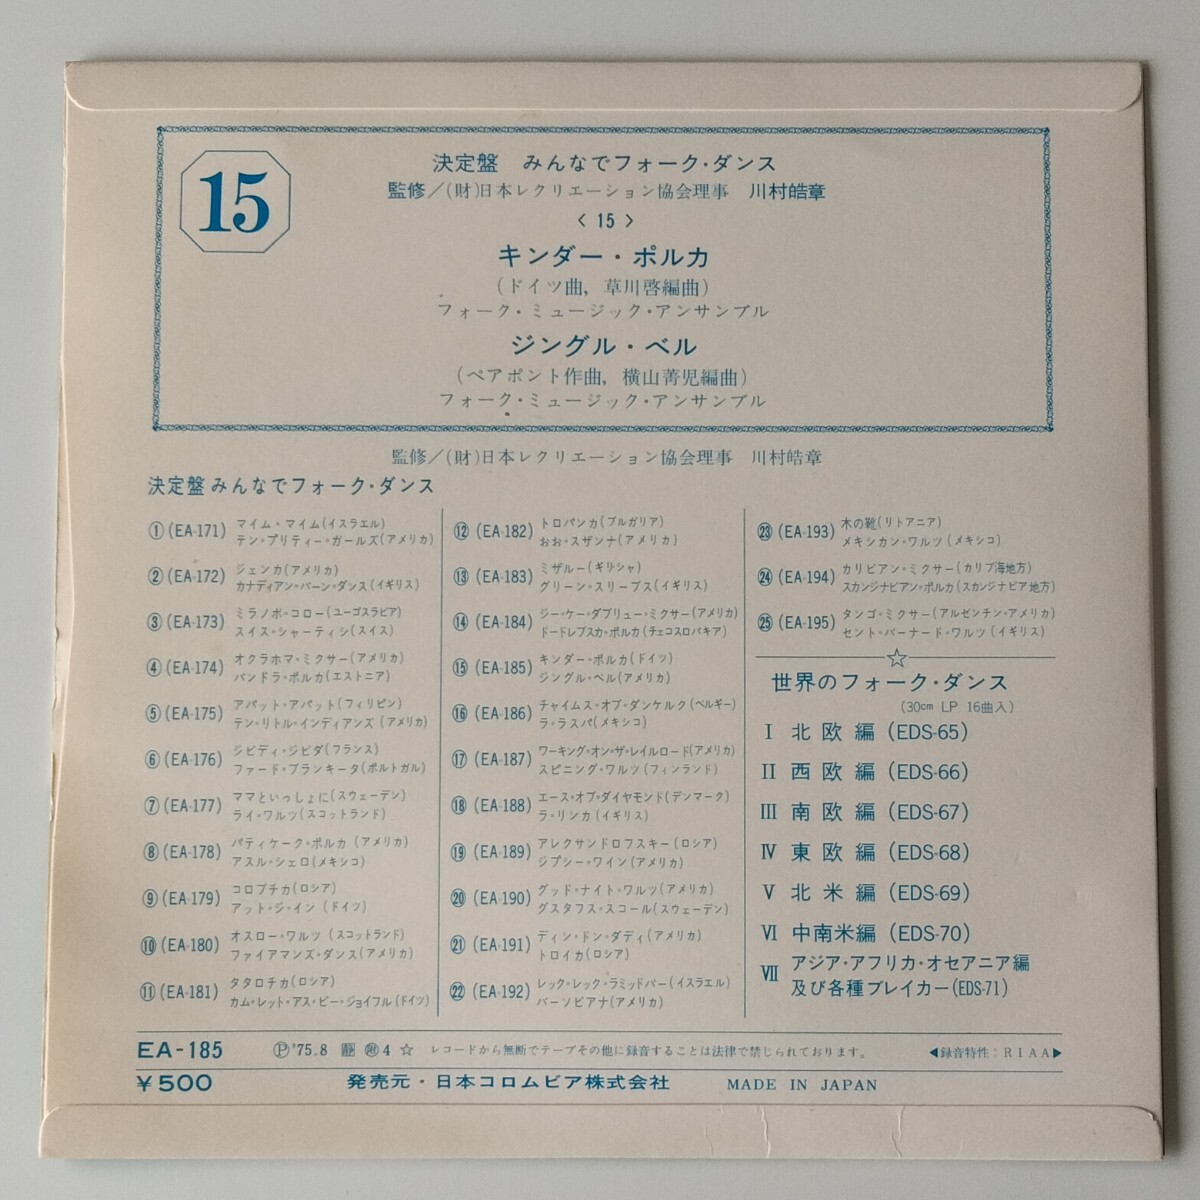 15
決定盤 みんなでフォーク・ダンス
監修/(財)日本レクリエーション協会理事 川村皓章
〈 15 〉
キンダー・ポルカ
(ドイツ曲, 草川啓編曲)
フォーク・ミュージック・アンサンブル
ジングル・ベル
(ペアポント作曲, 横山菁児編曲)
フォーク・ミュージック・アンサンブル
監修/(財)日本レクリエーション協会理事 川村皓章
決定盤 みんなでフォーク・ダンス
①(EA-171) マイム・マイム(イスラエル)
テン・プリティー・ガールズ(アメリカ)
②(EA-172) ジェンカ(アメリカ)
カナディアン・バーン・ダンス(イギリス)
③(EA-173) ミラノボ・コロー(ユーゴスラビア)
スイス・シャーティシ(スイス)
④(EA-174) オクラホマ・ミクサー(アメリカ)
バンドラ・ポルカ(エストニア)
⑤(EA-175) アパット・アパット(フィリピン)
テン・リトル・インディアンズ(アメリカ)
⑥(EA-176) ジビディ・ジビダ(フランス)
ファード・ブランキータ(ポルトガル)
⑦(EA-177) ママといっしょに(スウェーデン)
ライ・ワルツ(スコットランド)
⑧(EA-178) パティケーク・ポルカ(アメリカ)
アスル・シェロ(メキシコ)
⑨(EA-179) コロブチカ(ロシア)
アット・ジ・イン(ドイツ)
⑩(EA-180) オスロー・ワルツ(スコットランド)
ファイアマンズ・ダンス(アメリカ)
⑪(EA-181) タタロチカ(ロシア)
カム・レット・アス・ビー・ジョイフル(ドイツ)
⑫(EA-182) トロパンカ(ブルガリア)
おお・スザンナ(アメリカ)
⑬(EA-183) ミザルー(ギリシャ)
グリーン・スリーブス(イギリス)
⑭(EA-184) ジー・ケー・ダブリュー・ミクサー(アメリカ)
ドードレブスカ・ポルカ(チェコスロバキア)
⑮(EA-185) キンダー・ポルカ(ドイツ)
ジングル・ベル(アメリカ)
⑯(EA-186) チャイムス・オブ・ダンケルク(ベルギー)
ラ・ラスパ(メキシコ)
⑰(EA-187) ワーキング・オン・ザ・レイルロード(アメリカ)
スピニング・ワルツ(フィンランド)
⑱(EA-188) エース・オブ・ダイヤモンド(デンマーク)
ラ・リンカ(イギリス)
⑲(EA-189) アレクサンドロフスキー(ロシア)
ジプシー・ワイン(アメリカ)
⑳(EA-190) グッド・ナイト・ワルツ(アメリカ)
グスタフス・スコール(スウェーデン)
㉑(EA-191) ディン・ドン・ダディ(アメリカ)
トロイカ(ロシア)
㉒(EA-192) レック・レック・ラミッドバー(イスラエル)
バーソビアナ(アメリカ)
㉓(EA-193) 木の靴(リトアニア)
メキシカン・ワルツ(メキシコ)
㉔(EA-194) カリビアン・ミクサー(カリブ海地方)
スカンジナビアン・ポルカ(スカンジナビア地方)
㉕(EA-195) タンゴ・ミクサー(アルゼンチン・アメリカ)
セント・バーナード・ワルツ(イギリス)
☆
世界のフォーク・ダンス
(30cm LP 16曲入)
I 北欧編(EDS-65)
II 西欧編(EDS-66)
III 南欧編(EDS-67)
IV 東欧編(EDS-68)
V 北米編(EDS-69)
VI 中南米編(EDS-70)
VII アジア・アフリカ・オセアニア編
及び各種ブレイカー(EDS-71)
EA-185 Ⓟ'75.8 4 ☆ レコードから無断でテープその他に録音することは法律で禁じられております。 ◀録音特性:RIAA▶
¥500 発売元・日本コロムビア株式会社 MADE IN JAPAN